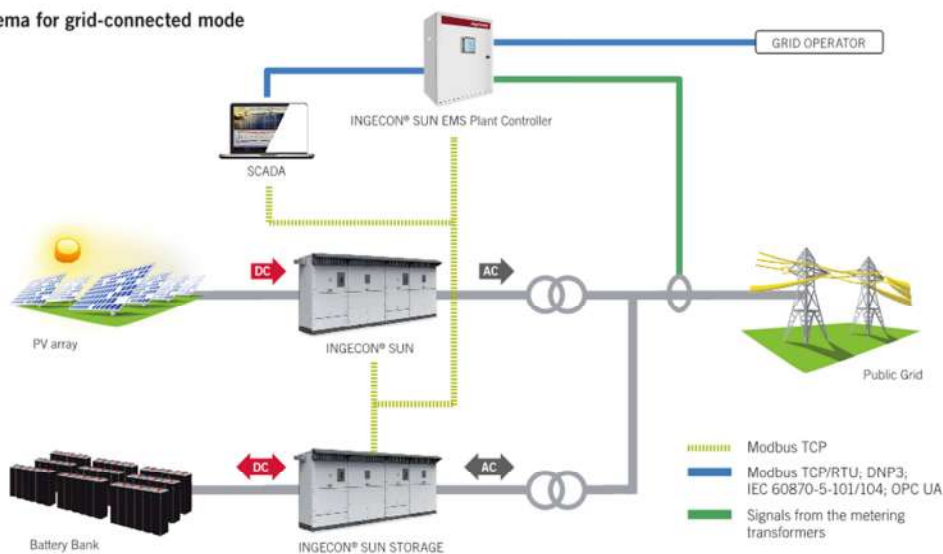 ema for grid-connected mode
GRID OPERATOR
INGECON® SUN EMS Plant Controller
SCADA
DC
AC
PV array
INGECON® SUN
Public Grid
DC
AC
Battery Bank
INGECON® SUN STORAGE
Modbus TCP
Modbus TCP/RTU; DNP3;
IEC 60870-5-101/104; OPC UA
Signals from the metering
transformers